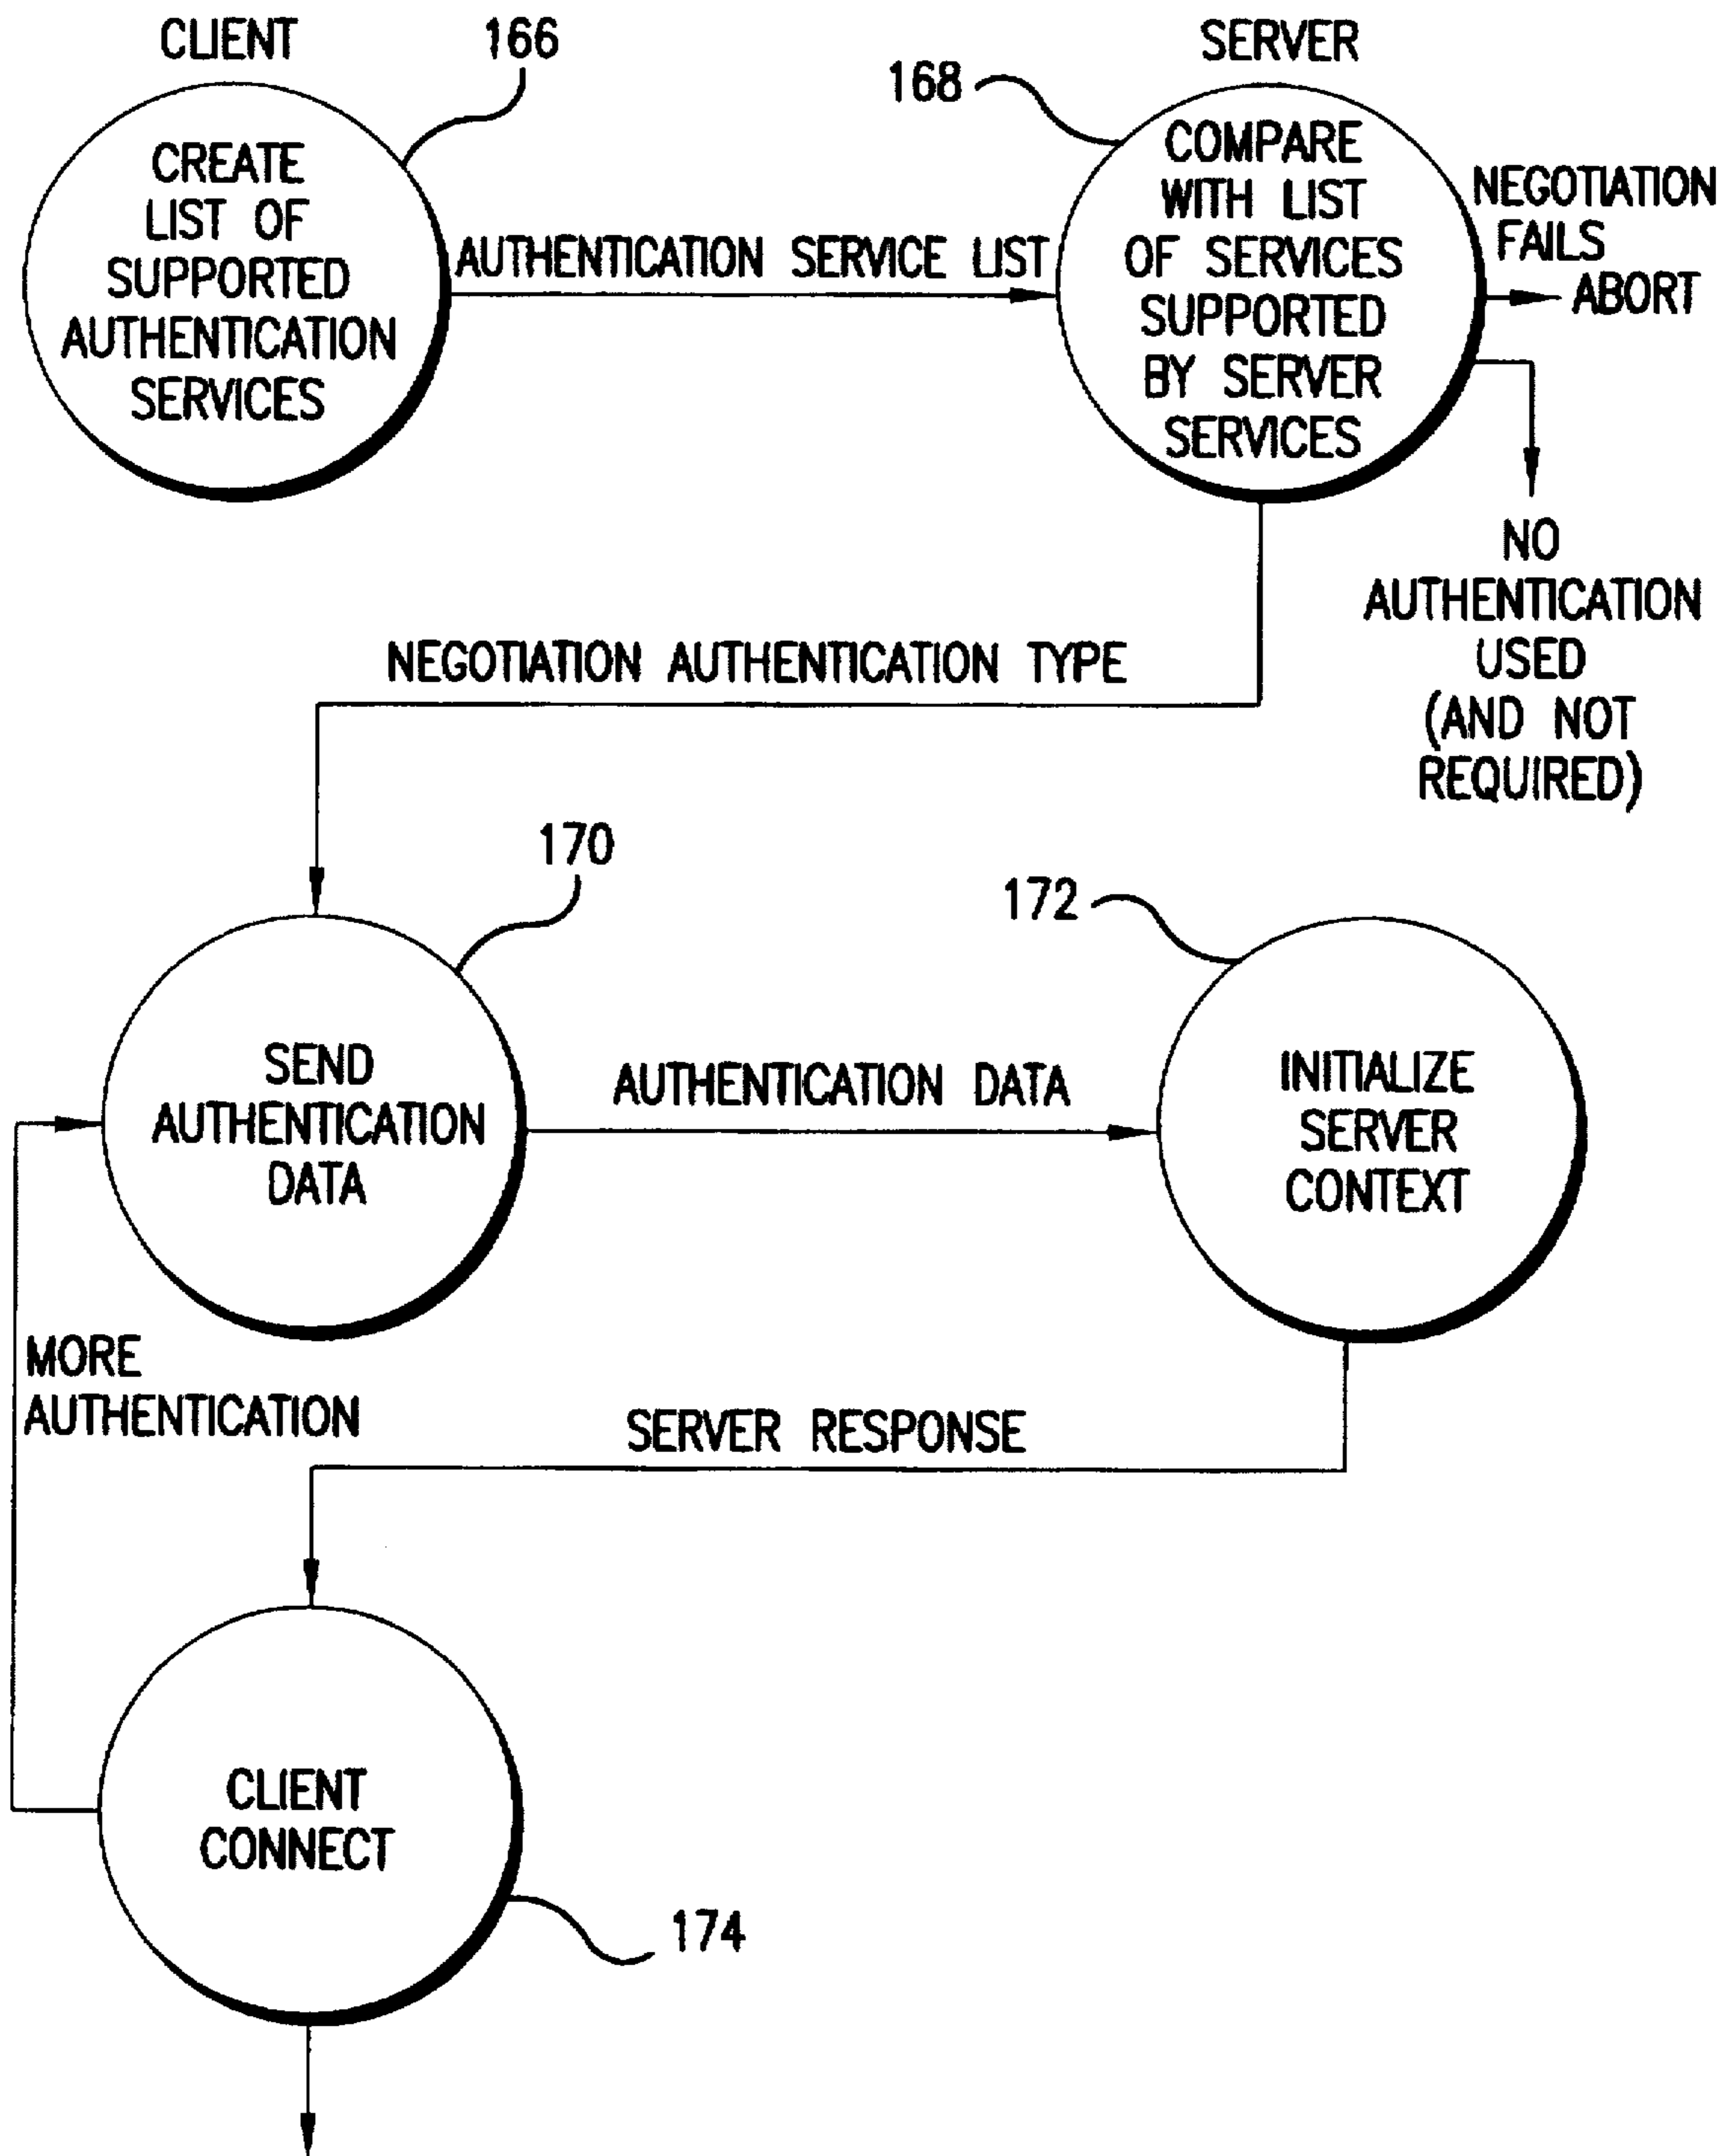 CLIENT
166
SERVER
168
CREATE
LIST OF
SUPPORTED
AUTHENTICATION
SERVICES
AUTHENTICATION SERVICE LIST
COMPARE
WITH LIST
OF SERVICES
SUPPORTED
BY SERVER
SERVICES
NEGOTIATION
FAILS
ABORT
NO
AUTHENTICATION
USED
(AND NOT
REQUIRED)
NEGOTIATION AUTHENTICATION TYPE
170
172
SEND
AUTHENTICATION
DATA
AUTHENTICATION DATA
INITIALIZE
SERVER
CONTEXT
MORE
AUTHENTICATION
SERVER RESPONSE
CLIENT
CONNECT
174